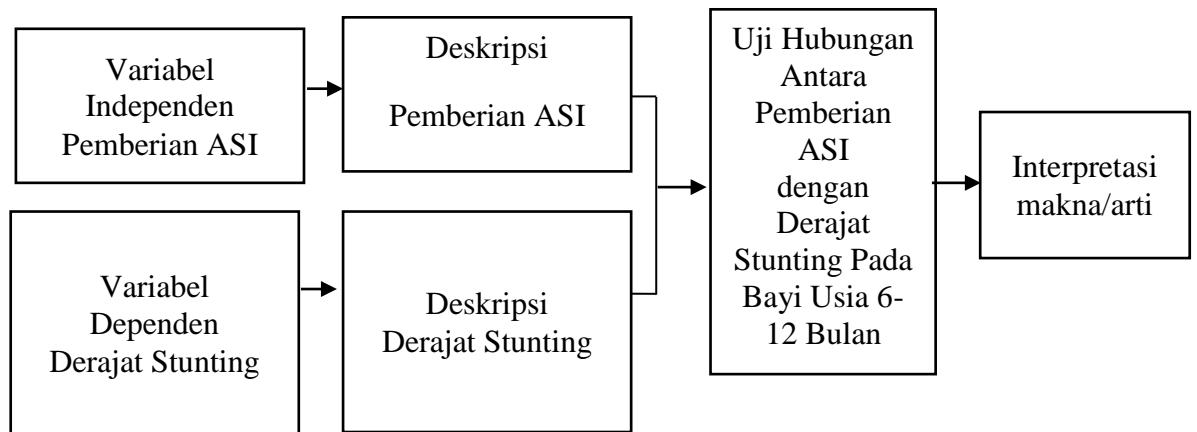 Variabel
Independen
Pemberian ASI
Deskripsi
Pemberian ASI
Variabel
Dependen
Derajat Stunting
Deskripsi
Derajat Stunting
Uji Hubungan
Antara
Pemberian
ASI
dengan
Derajat
Stunting Pada
Bayi Usia 6-
12 Bulan
Interpretasi
makna/arti